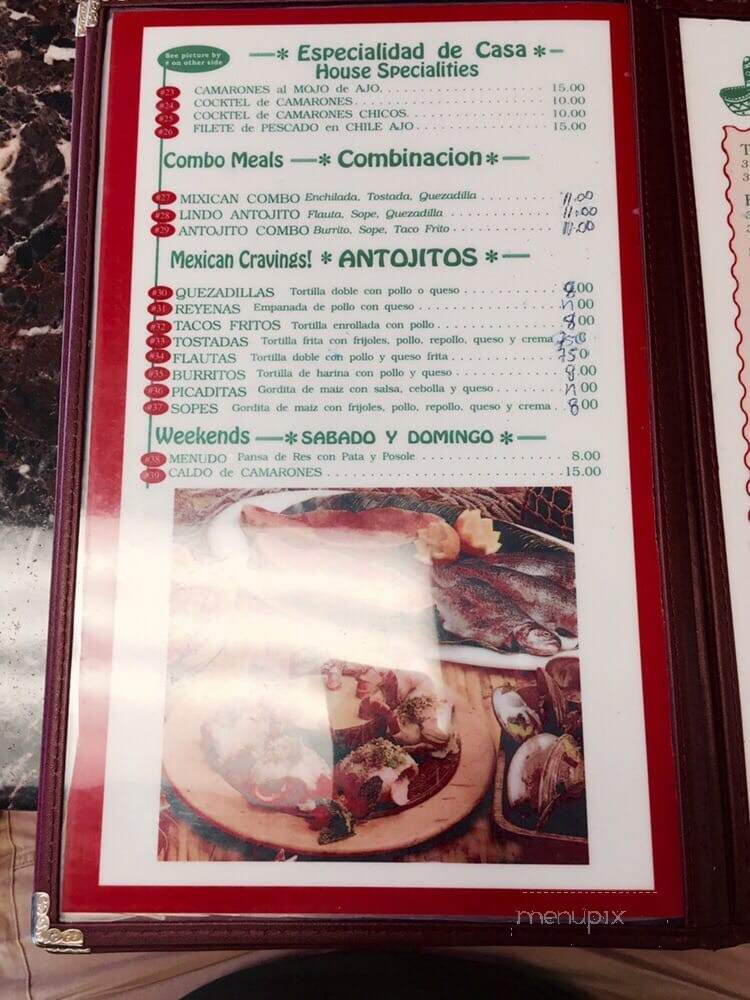 See picture by
# on other side
Especialidad de Casa
House Specialities
#23 CAMARONES al MOJO de AJO. 15.00
#24 COCKTEL de CAMARONES 10.00
#25 COCKTEL de CAMARONES CHICOS. 10.00
#26 FILETE de PESCADO en CHILE AJO 15.00
Combo Meals — * Combinacion * —
#27 MIXICAN COMBO Enchilada, Tostada, Quezadilla 11.00
#28 LINDO ANTOJITO Flauta, Sope, Quezadilla 11.00
#29 ANTOJITO COMBO Burrito, Sope, Taco Frito 11.00
Mexican Cravings! * ANTOJITOS * —
#30 QUEZADILLAS Tortilla doble con pollo o queso 8.00
#31 REYENAS Empanada de pollo con queso .00
#32 TACOS FRITOS Tortilla enrollada con pollo 8.00
#33 TOSTADAS Tortilla frita con frijoles, pollo, repollo, queso y crema 7.50
#34 FLAUTAS Tortilla doble con pollo y queso frita 7.50
#35 BURRITOS Tortilla de harina con pollo y queso 9.00
#36 PICADITAS Gordita de maiz con salsa, cebolla y queso .00
#37 SOPES Gordita de maiz con frijoles, pollo, repollo, queso y crema 8.00
Weekends — * SABADO Y DOMINGO * —
#38 MENUDO Pansa de Res con Pata y Posole 8.00
#39 CALDO de CAMARONES 15.00
menupix